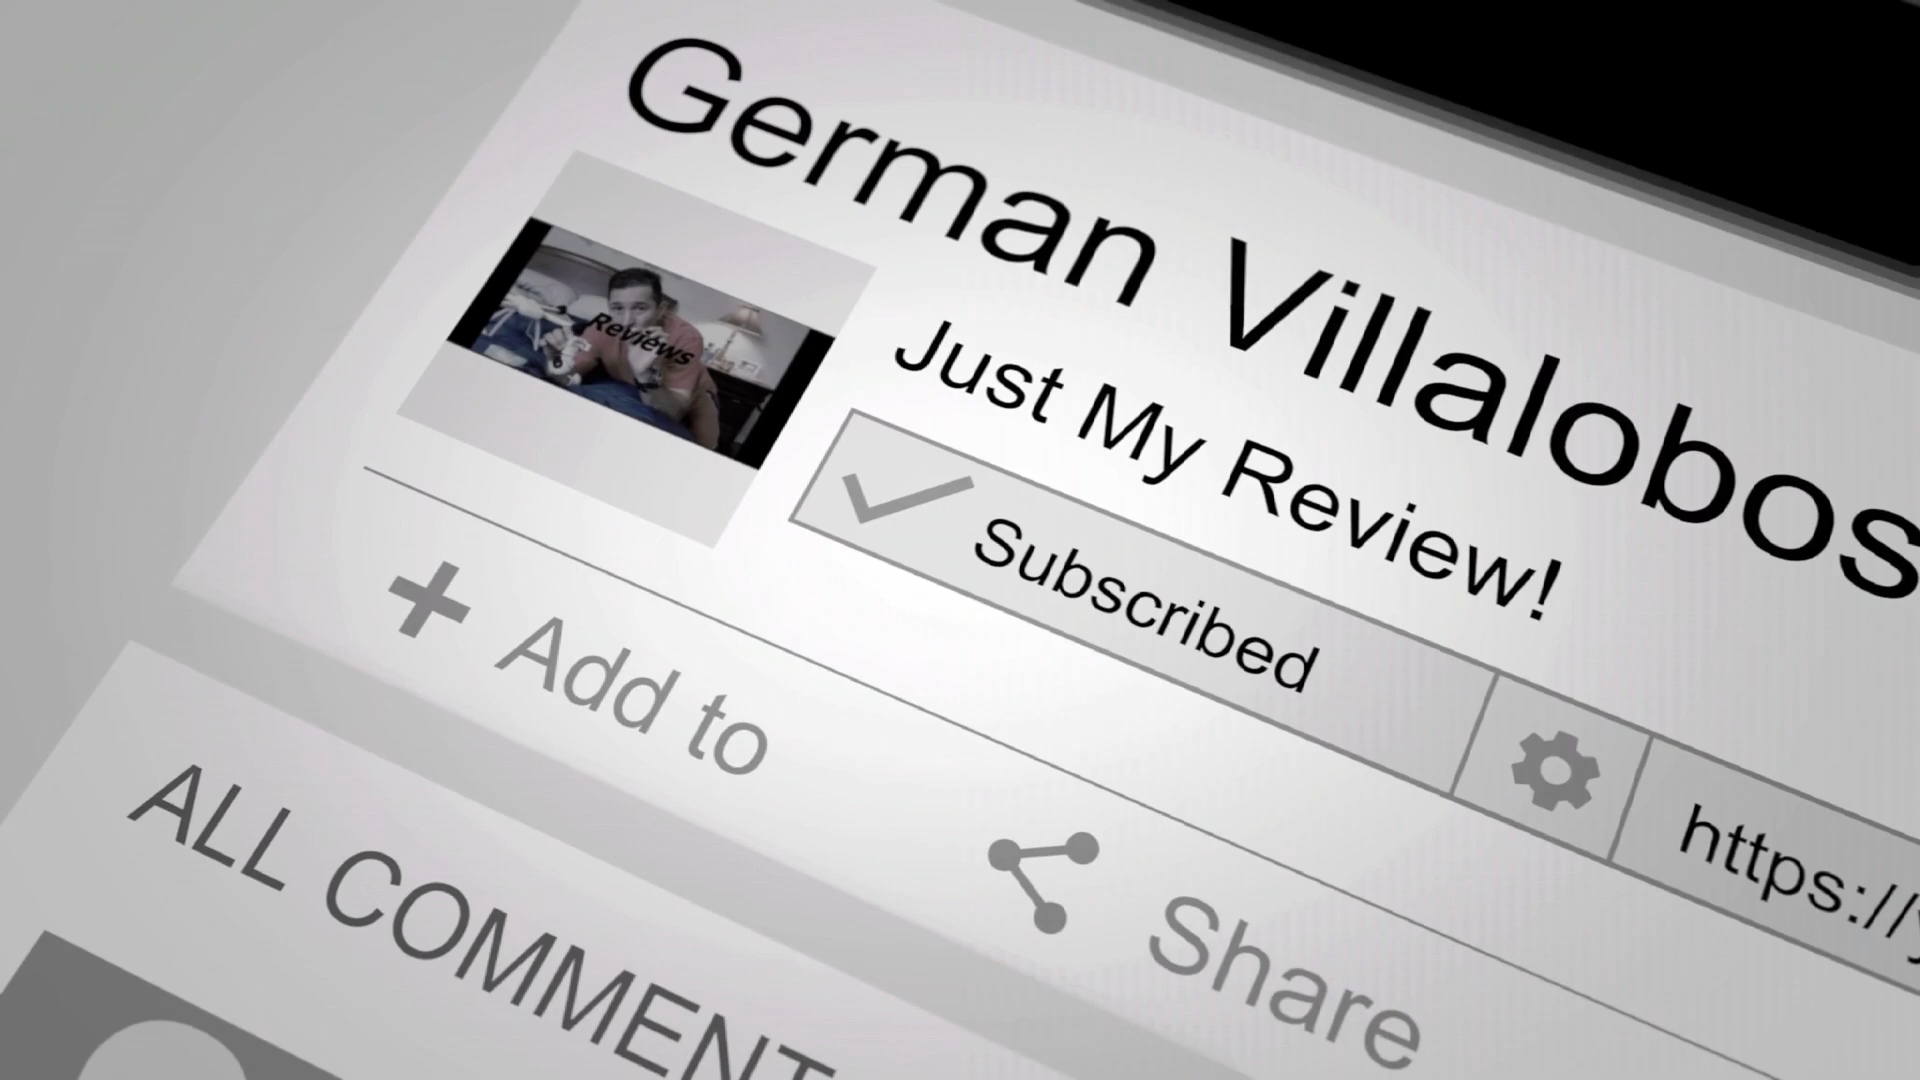 German Villalobos
Reviews
Just My Review!
Subscribed
https://
Add to
Share
ALL COMMENT